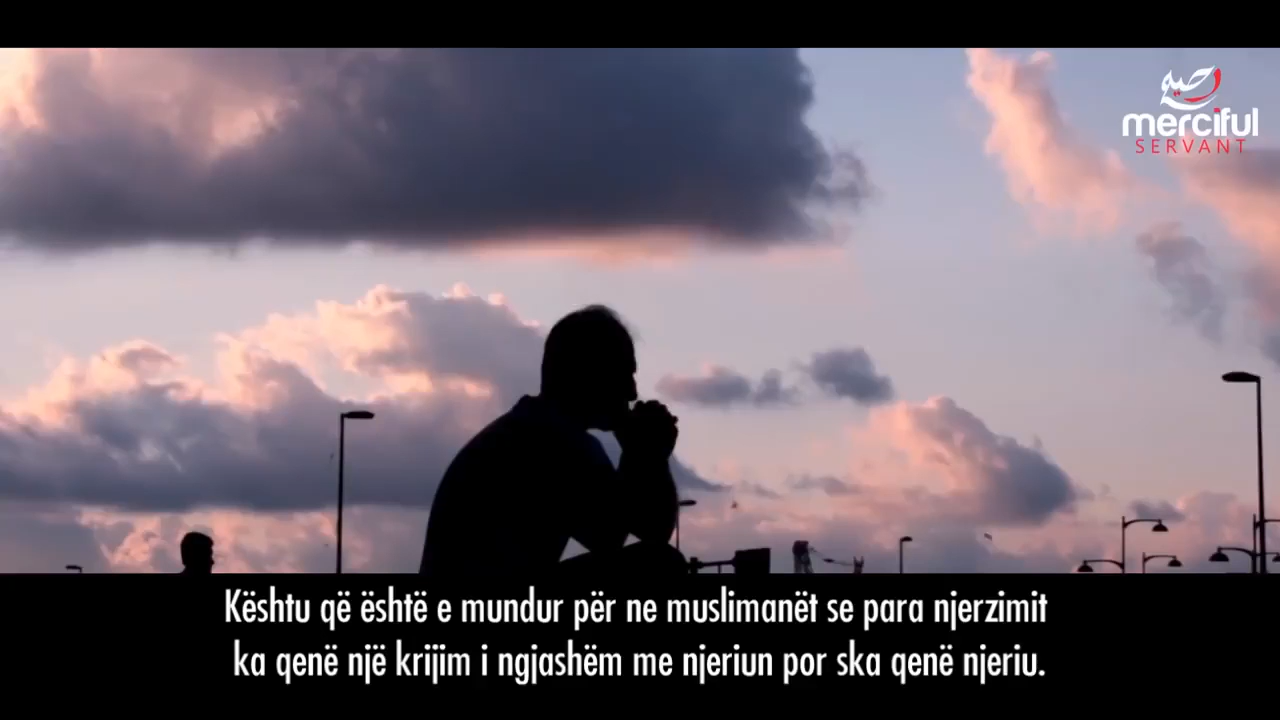 merciful
SERVANT
Kështu që është e mundur për ne muslimanët se para njerzimit
ka qenë një krijim i ngjashëm me njeriun por ska qenë njeriu.